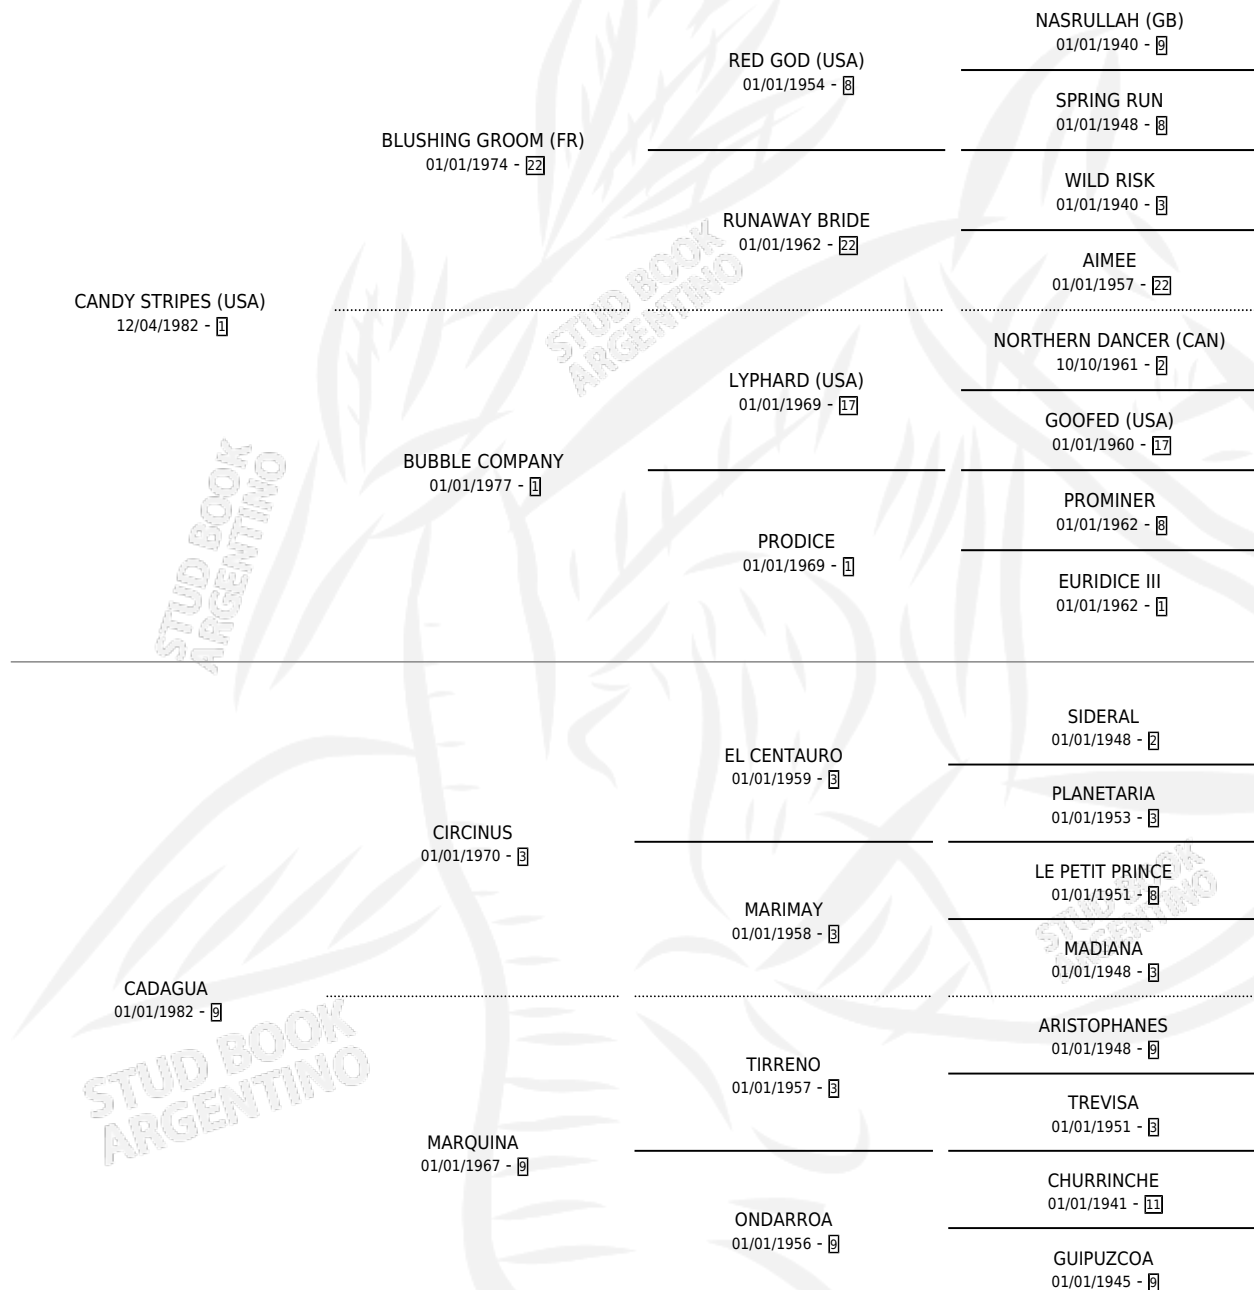 NASRULLAH (GB)
01/01/1940 - 9
RED GOD (USA)
01/01/1954 - 8
SPRING RUN
01/01/1948 - 8
BLUSHING GROOM (FR)
01/01/1974 - 22
WILD RISK
01/01/1940 - 3
RUNAWAY BRIDE
01/01/1962 - 22
AIMEE
01/01/1957 - 22
CANDY STRIPES (USA)
12/04/1982 - 1
NORTHERN DANCER (CAN)
10/10/1961 - 2
LYPHARD (USA)
01/01/1969 - 17
GOOFED (USA)
01/01/1960 - 17
BUBBLE COMPANY
01/01/1977 - 1
PROMINER
01/01/1962 - 8
PRODICE
01/01/1969 - 1
EURIDICE III
01/01/1962 - 1
SIDERAL
01/01/1948 - 2
EL CENTAURO
01/01/1959 - 3
PLANETARIA
01/01/1953 - 3
CIRCINUS
01/01/1970 - 3
LE PETIT PRINCE
01/01/1951 - 8
MARIMAY
01/01/1958 - 3
MADIANA
01/01/1948 - 3
CADAGUA
01/01/1982 - 9
ARISTOPHANES
01/01/1948 - 9
TIRRENO
01/01/1957 - 3
TREVISA
01/01/1951 - 3
MARQUINA
01/01/1967 - 9
CHURRINCHE
01/01/1941 - 11
ONDARROA
01/01/1956 - 9
GUIPUZCOA
01/01/1945 - 9
STUD BOOK
ARGENTINO
STUD BOOK
ARGENTINO
STUD BOOK
ARGENTINO
STUD BOOK
ARGENTINO